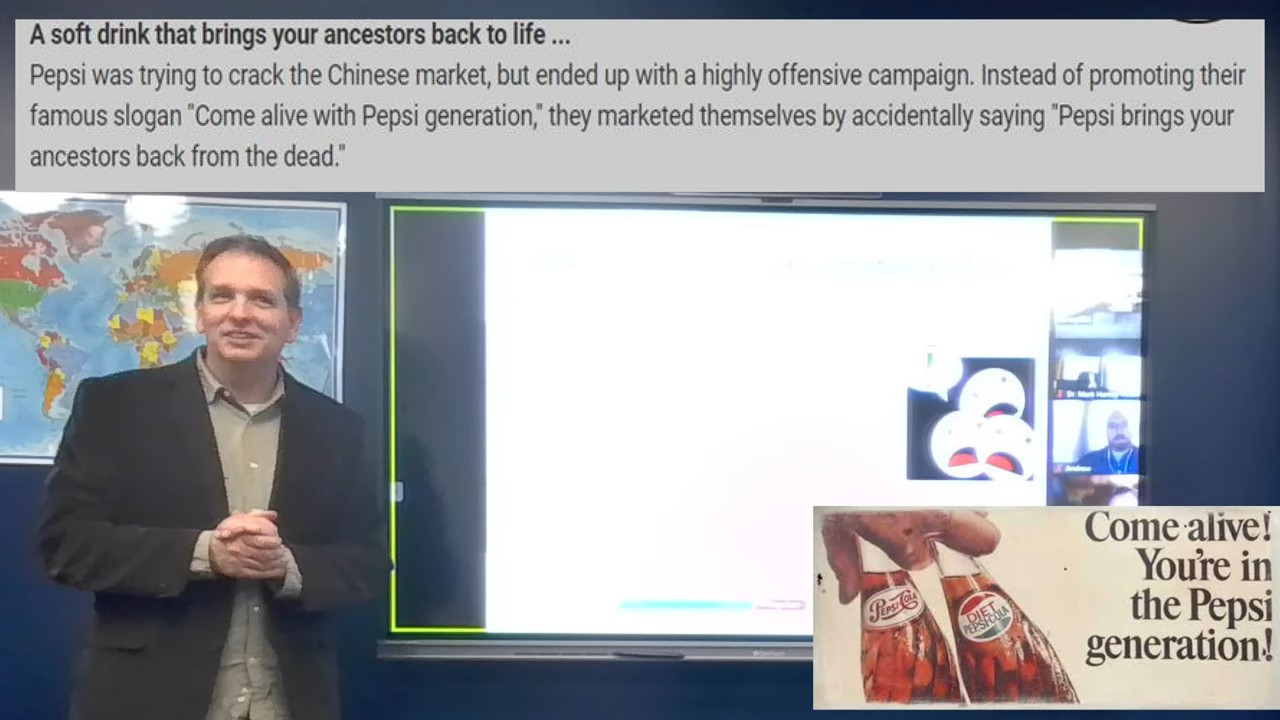 A soft drink that brings your ancestors back to life ...
Pepsi was trying to crack the Chinese market, but ended up with a highly offensive campaign. Instead of promoting their
famous slogan "Come alive with Pepsi generation," they marketed themselves by accidentally saying "Pepsi brings your
ancestors back from the dead."
Andrew
Come alive!
You're in
the Pepsi
generation!
PEPSI-COLA
DIET
PEPSI-COLA